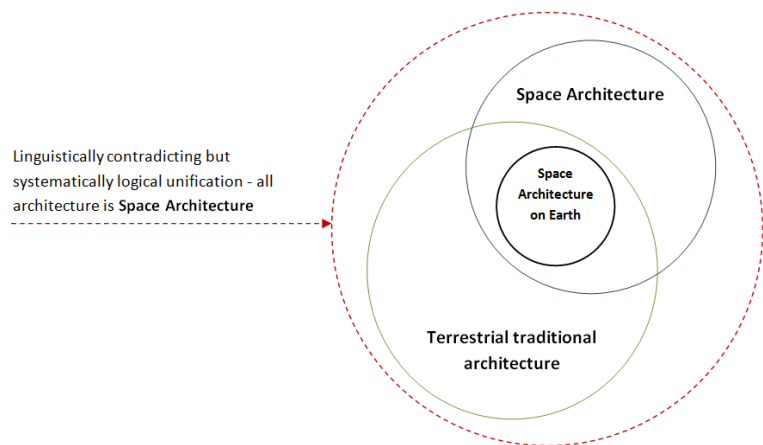 Space Architecture
Linguistically contradicting but
systematically logical unification - all
architecture is Space Architecture
Space
Architecture
on Earth
Terrestrial traditional
architecture